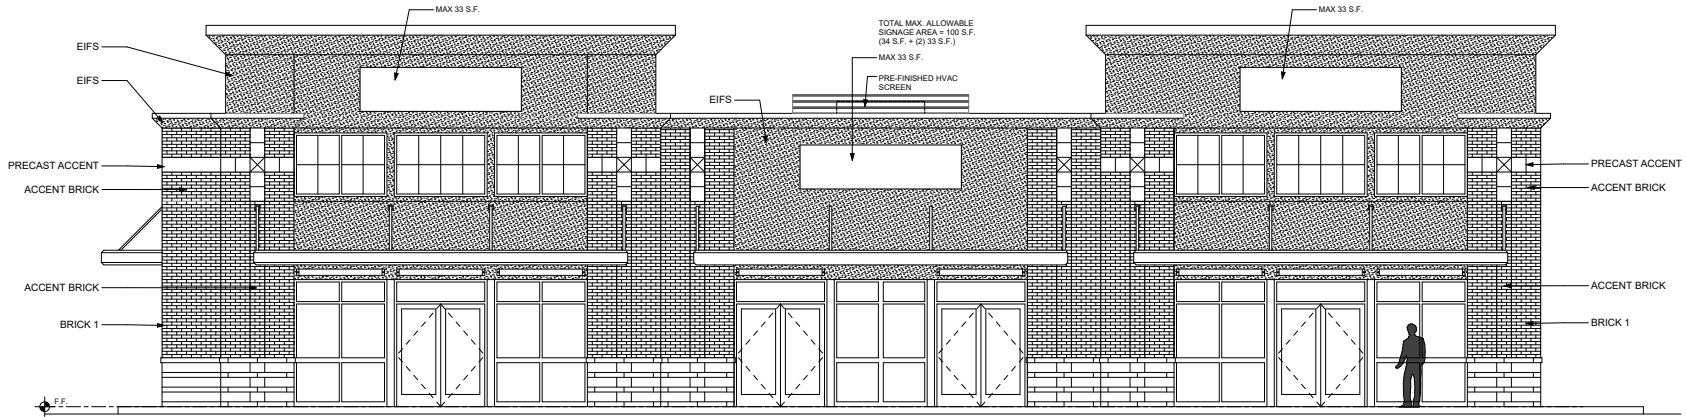 MAX 33 S.F.
MAX 33 S.F.
TOTAL MAX. ALLOWABLE
SIGNAGE AREA = 100 S.F.
(34 S.F. + (2) 33 S.F.)
MAX 33 S.F.
PRE-FINISHED HVAC
SCREEN
EIFS
EIFS
EIFS
PRECAST ACCENT
ACCENT BRICK
ACCENT BRICK
BRICK 1
F.F.
PRECAST ACCENT
ACCENT BRICK
ACCENT BRICK
BRICK 1